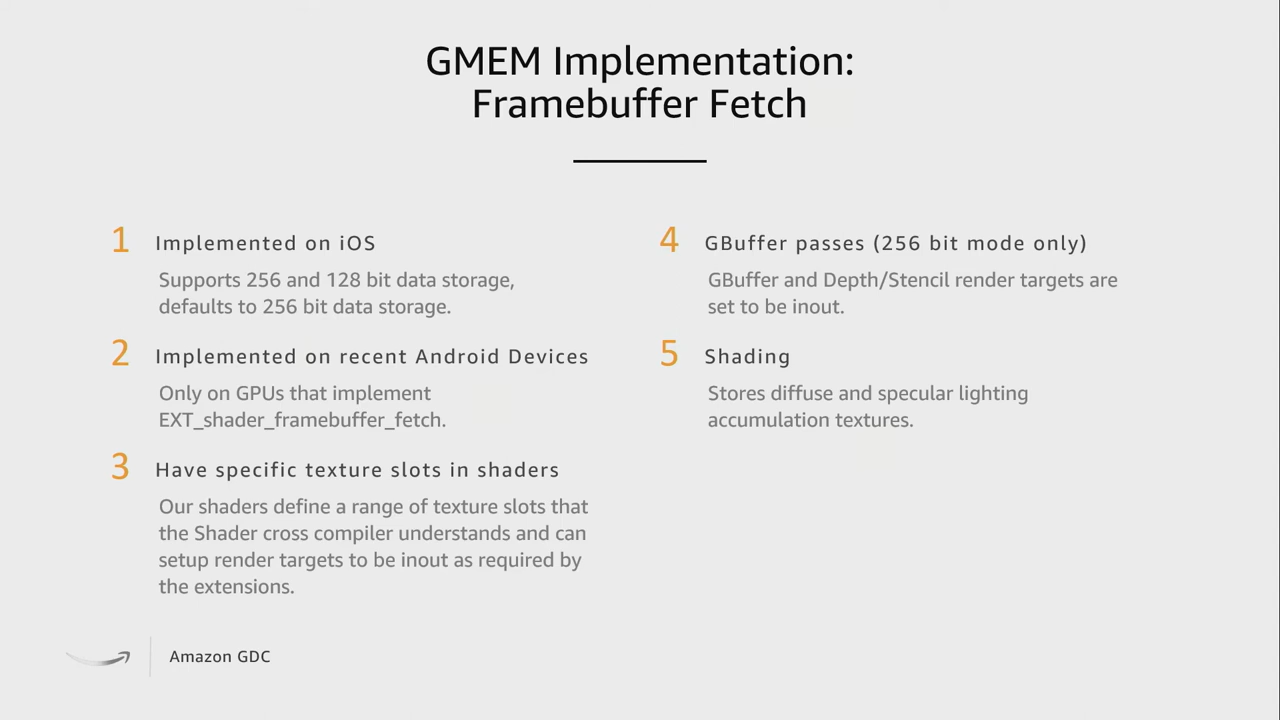 GMEM Implementation:
Framebuffer Fetch
1 Implemented on iOS
Supports 256 and 128 bit data storage,
defaults to 256 bit data storage.
2 Implemented on recent Android Devices
Only on GPUs that implement
EXT_shader_framebuffer_fetch.
3 Have specific texture slots in shaders
Our shaders define a range of texture slots that
the Shader cross compiler understands and can
setup render targets to be inout as required by
the extensions.
4 GBuffer passes (256 bit mode only)
GBuffer and Depth/Stencil render targets are
set to be inout.
5 Shading
Stores diffuse and specular lighting
accumulation textures.
Amazon GDC